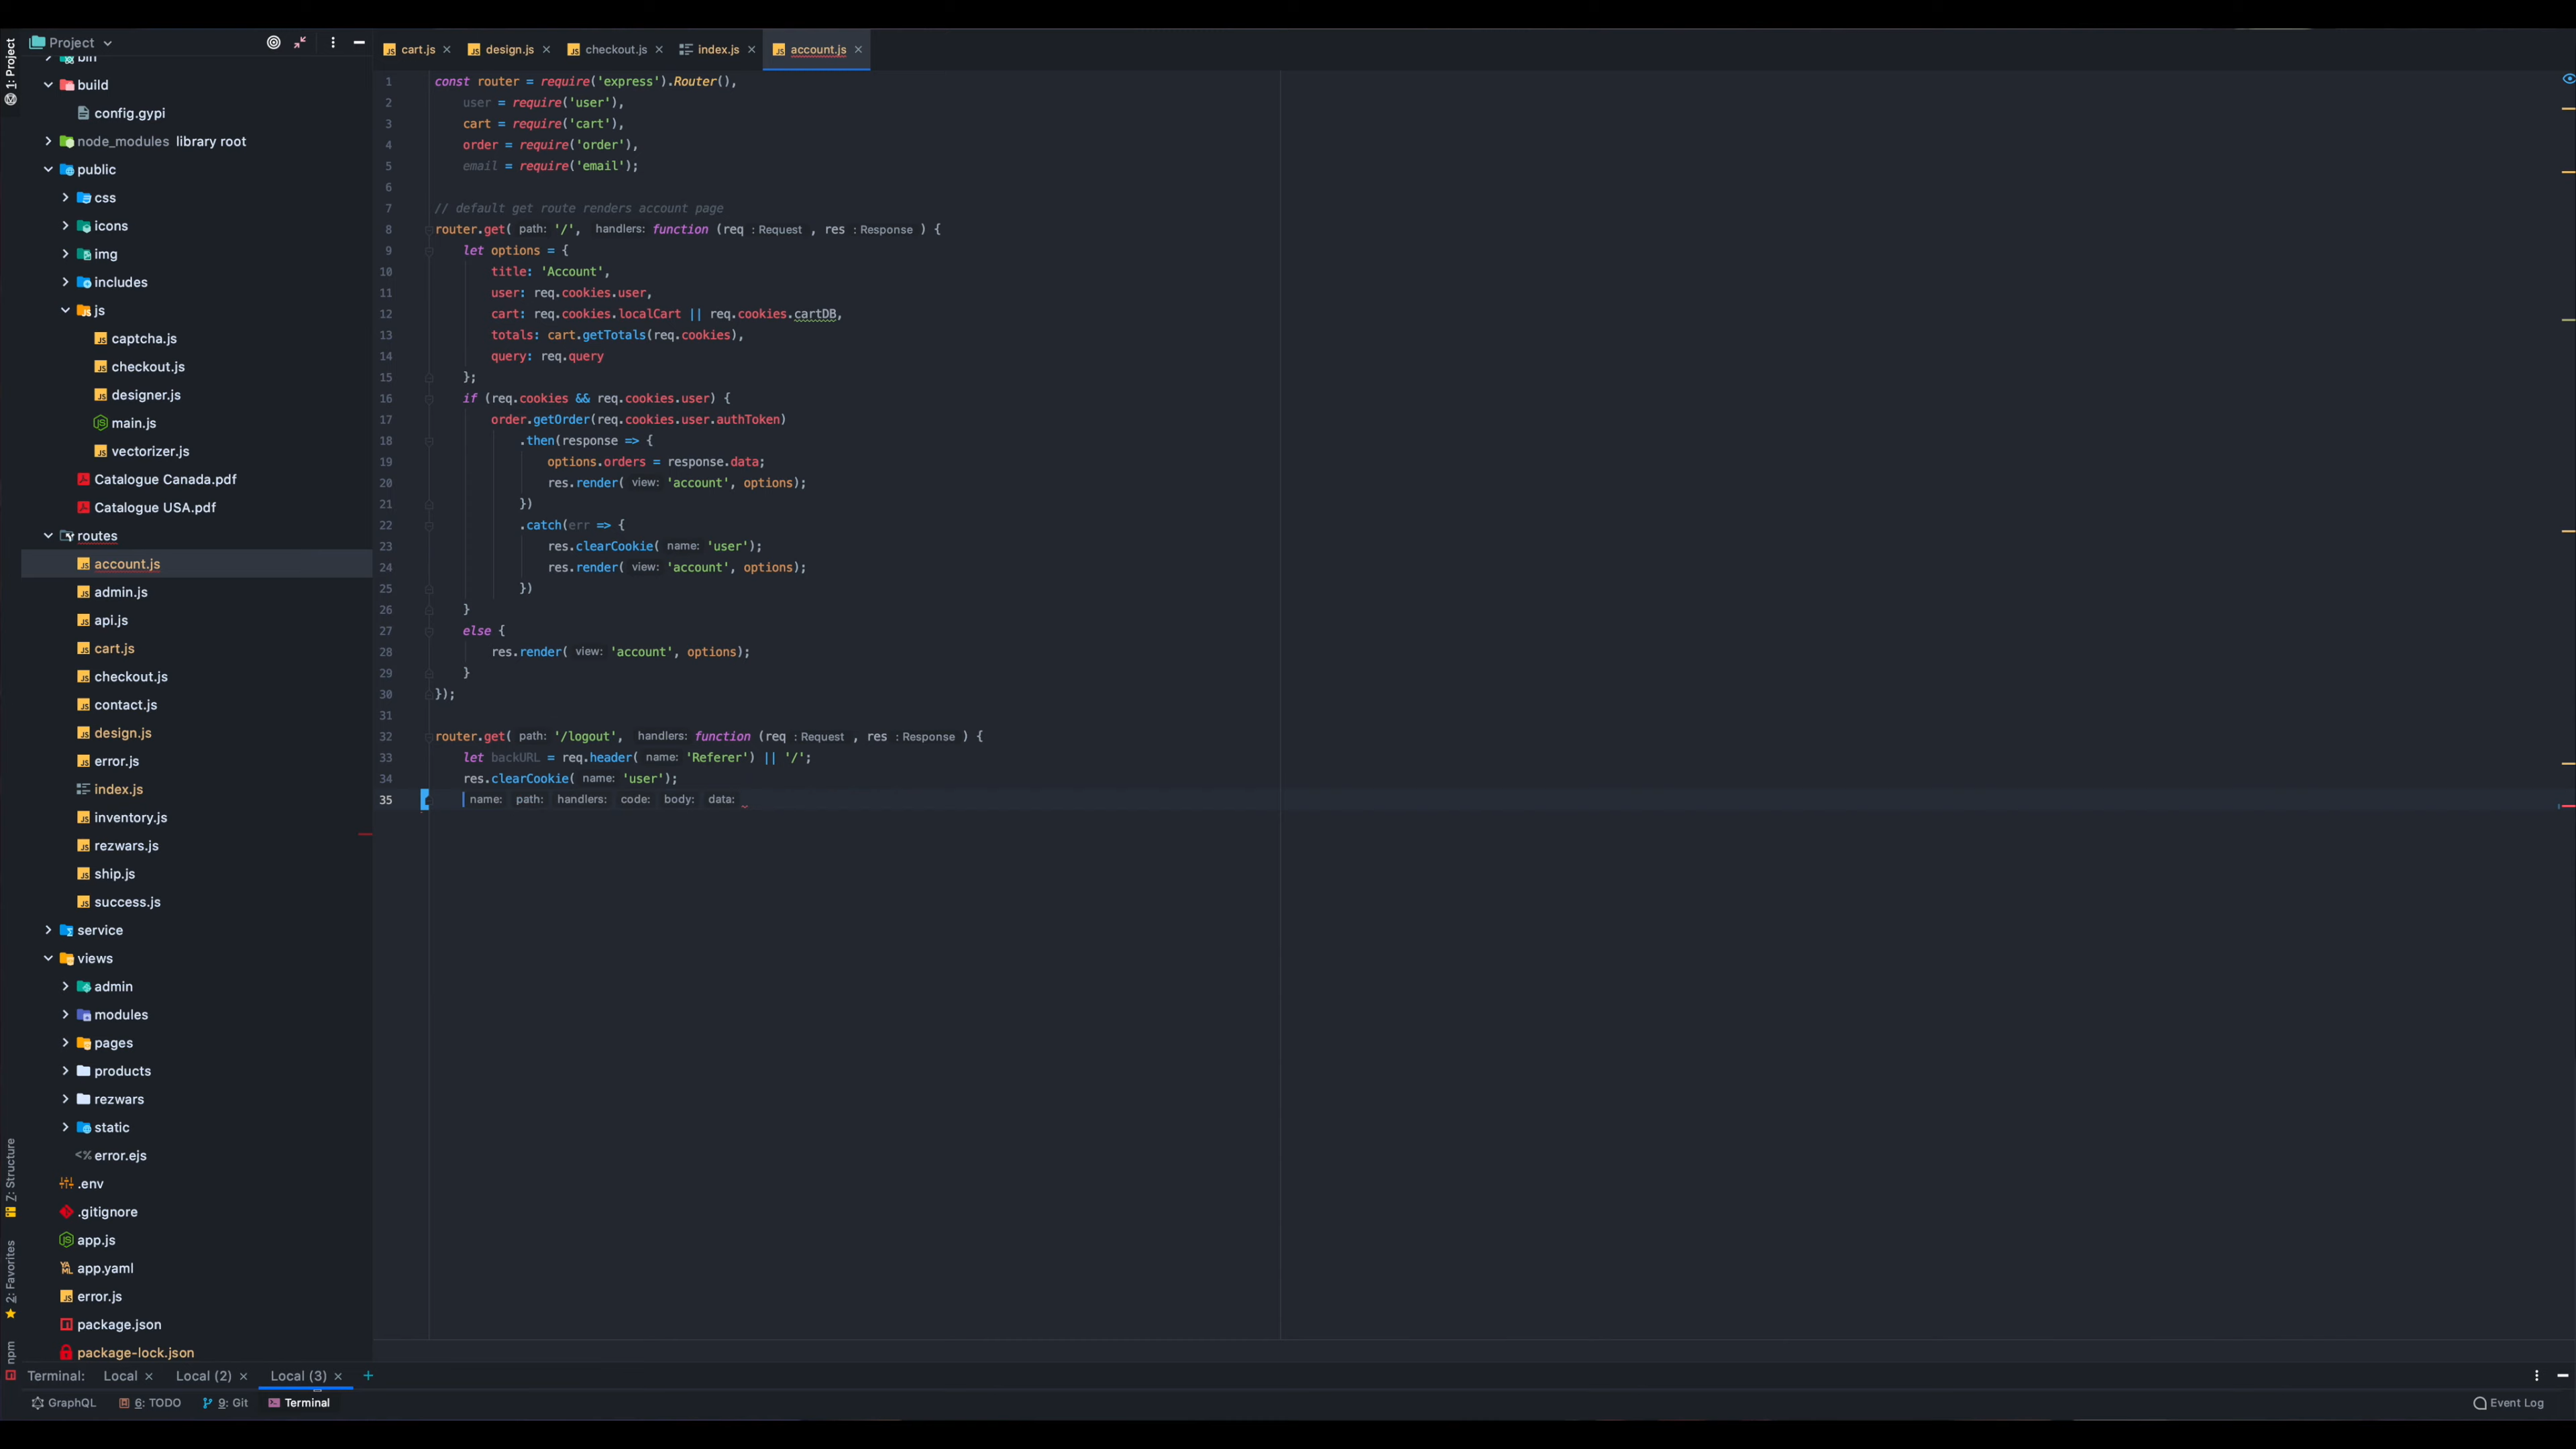 1: Project
Project
cart.js
design.js
checkout.js
index.js
account.js
bin
build
config.gypi
node_modules library root
public
css
icons
img
includes
js
captcha.js
checkout.js
designer.js
main.js
vectorizer.js
Catalogue Canada.pdf
Catalogue USA.pdf
routes
account.js
admin.js
api.js
cart.js
checkout.js
contact.js
design.js
error.js
index.js
inventory.js
rezwars.js
ship.js
success.js
service
views
admin
modules
pages
products
rezwars
static
<% error.ejs
.env
.gitignore
app.js
app.yaml
error.js
package.json
package-lock.json
Z: Structure
2: Favorites
npm
1 const router = require('express').Router(),
2 user = require('user'),
3 cart = require('cart'),
4 order = require('order'),
5 email = require('email');
6
7 // default get route renders account page
8 router.get( path: '/', handlers: function (req : Request , res : Response ) {
9 let options = {
10 title: 'Account',
11 user: req.cookies.user,
12 cart: req.cookies.localCart || req.cookies.cartDB,
13 totals: cart.getTotals(req.cookies),
14 query: req.query
15 };
16 if (req.cookies && req.cookies.user) {
17 order.getOrder(req.cookies.user.authToken)
18 .then(response => {
19 options.orders = response.data;
20 res.render( view: 'account', options);
21 })
22 .catch(err => {
23 res.clearCookie( name: 'user');
24 res.render( view: 'account', options);
25 })
26 }
27 else {
28 res.render( view: 'account', options);
29 }
30 });
31
32 router.get( path: '/logout', handlers: function (req : Request , res : Response ) {
33 let backURL = req.header( name: 'Referer') || '/';
34 res.clearCookie( name: 'user');
35 name: path: handlers: code: body: data:
Terminal: Local Local (2) Local (3) +
GraphQL 6: TODO 9: Git Terminal Event Log